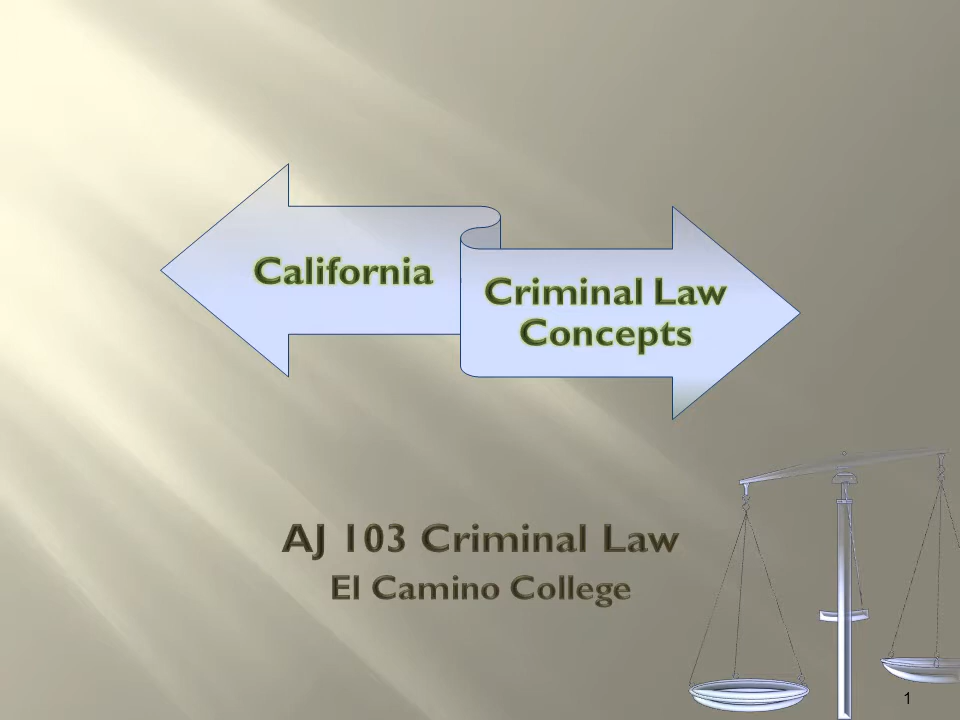 California
Criminal Law
Concepts
AJ 103 Criminal Law
El Camino College
1